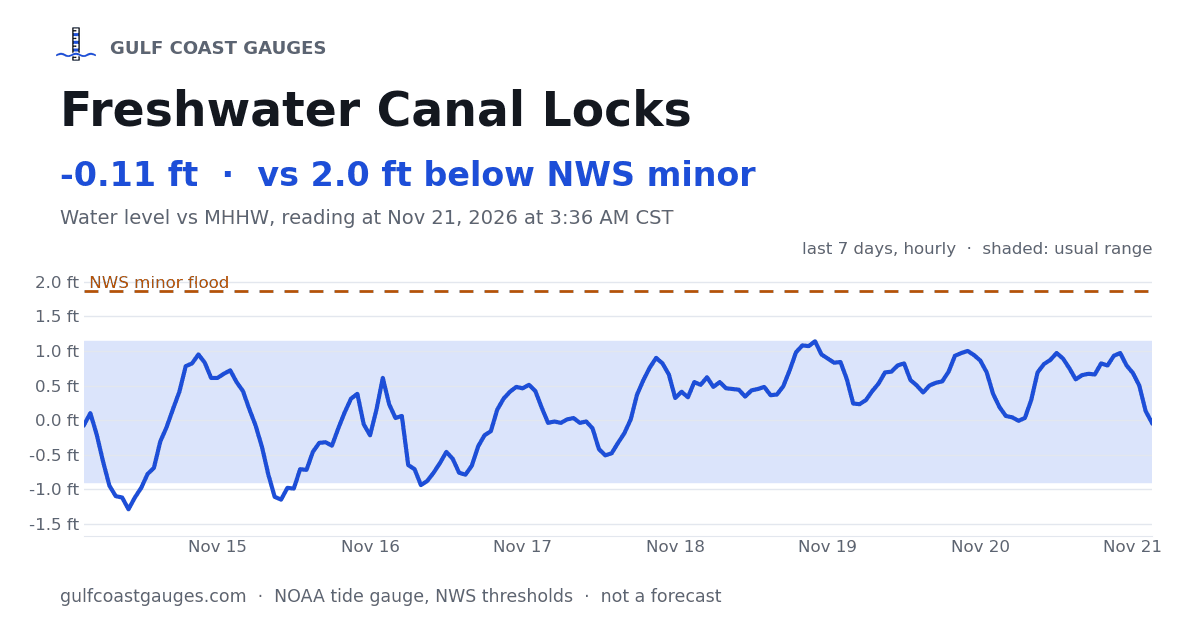 GULF COAST GAUGES
Freshwater Canal Locks
-0.11 ft · vs 2.0 ft below NWS minor
Water level vs MHHW, reading at Nov 21, 2026 at 3:36 AM CST
last 7 days, hourly · shaded: usual range
2.0 ft
NWS minor flood
1.5 ft
1.0 ft
0.5 ft
0.0 ft
-0.5 ft
-1.0 ft
-1.5 ft
Nov 15 Nov 16 Nov 17 Nov 18 Nov 19 Nov 20 Nov 21
gulfcoastgauges.com · NOAA tide gauge, NWS thresholds · not a forecast